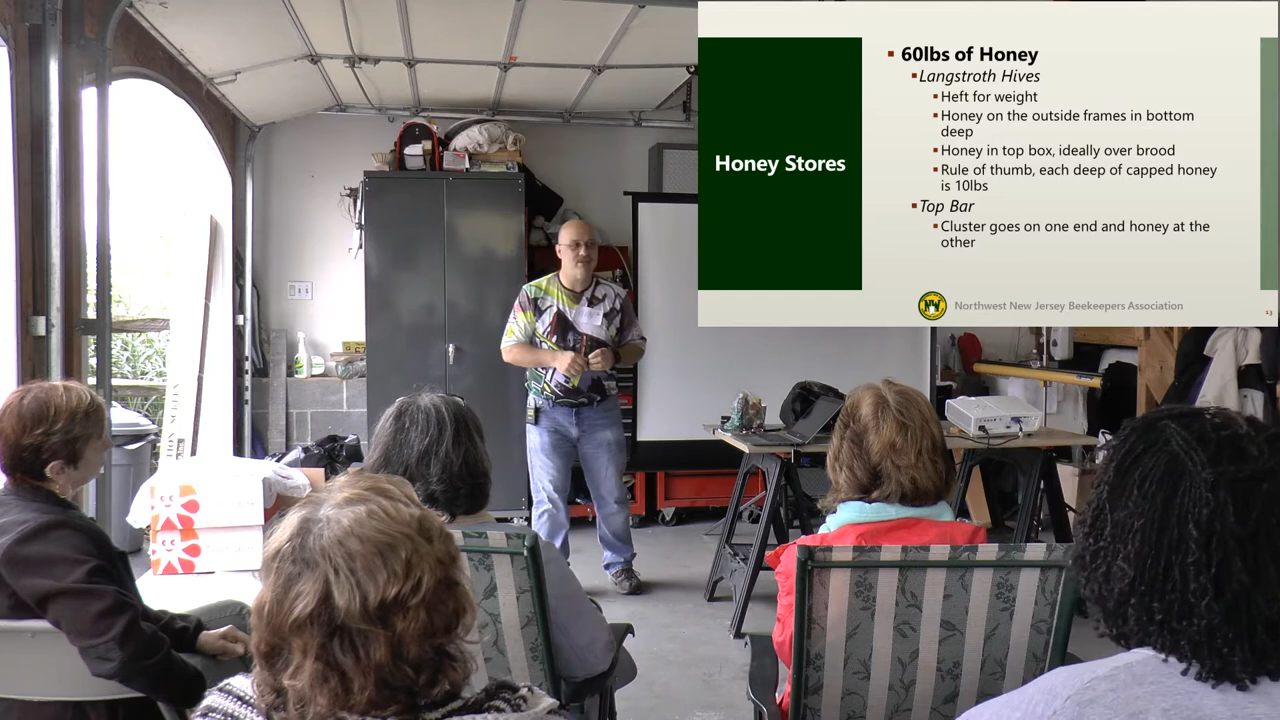 60lbs of Honey
Langstroth Hives
Heft for weight
Honey on the outside frames in bottom
deep
Honey in top box, ideally over brood
Rule of thumb, each deep of capped honey
is 10lbs
Top Bar
Cluster goes on one end and honey at the
other
Honey Stores
NW
Northwest New Jersey Beekeepers Association
13